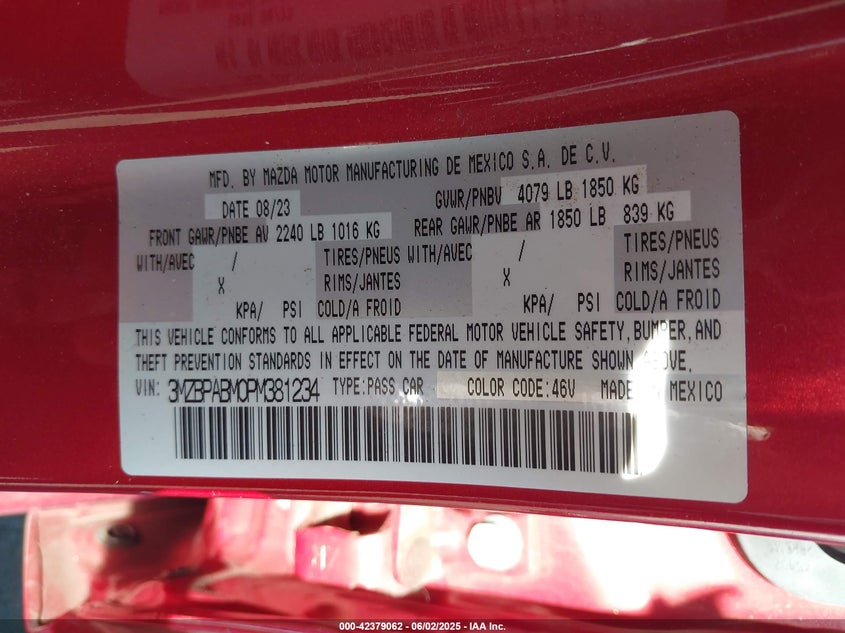 MFD. BY MAZDA MOTOR MANUFACTURING DE MEXICO S.A. DE C.V.
DATE 08/23 GVWR/PNBV 4079 LB 1850 KG
FRONT GAWR/PNBE AV 2240 LB 1016 KG REAR GAWR/PNBE AR 1850 LB 839 KG
WITH/AVEC / TIRES/PNEUS WITH/AVEC / TIRES/PNEUS
X RIMS/JANTES X RIMS/JANTES
KPA/ PSI COLD/A FROID KPA/ PSI COLD/A FROID
THIS VEHICLE CONFORMS TO ALL APPLICABLE FEDERAL MOTOR VEHICLE SAFETY, BUMPER, AND
THEFT PREVENTION STANDARDS IN EFFECT ON THE DATE OF MANUFACTURE SHOWN ABOVE.
VIN: 3MZBPABM0PM381234 TYPE: PASS CAR COLOR CODE: 46V MADE IN MEXICO
000-42379062 - 06/02/2025 - IAA Inc.